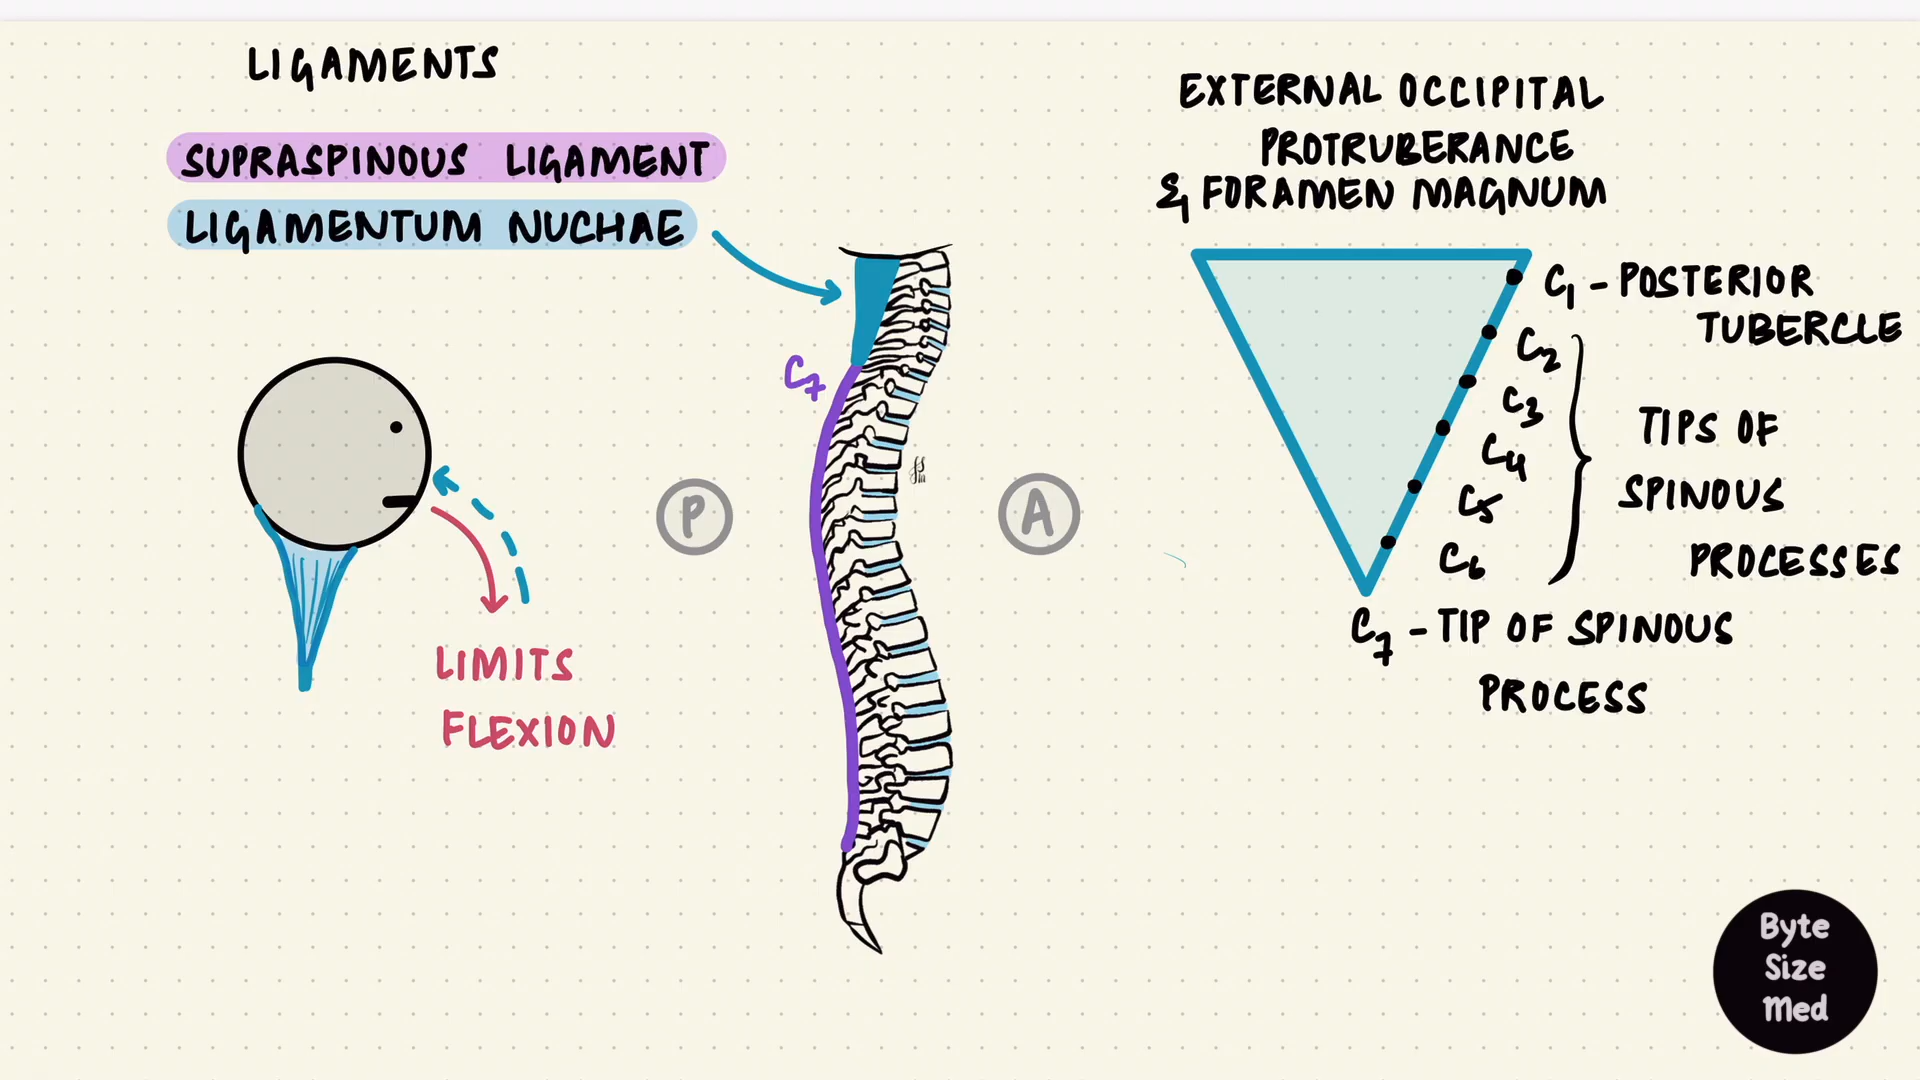 LIGAMENTS
SUPRASPINOUS LIGAMENT
LIGAMENTUM NUCHAE
C7
P
A
LIMITS
FLEXION
EXTERNAL OCCIPITAL
PROTRUBERANCE
& FORAMEN MAGNUM
C1 - POSTERIOR
TUBERCLE
C2
C3
C4
C5
C6
TIPS OF
SPINOUS
PROCESSES
C7 - TIP OF SPINOUS
PROCESS
Byte
Size
Med